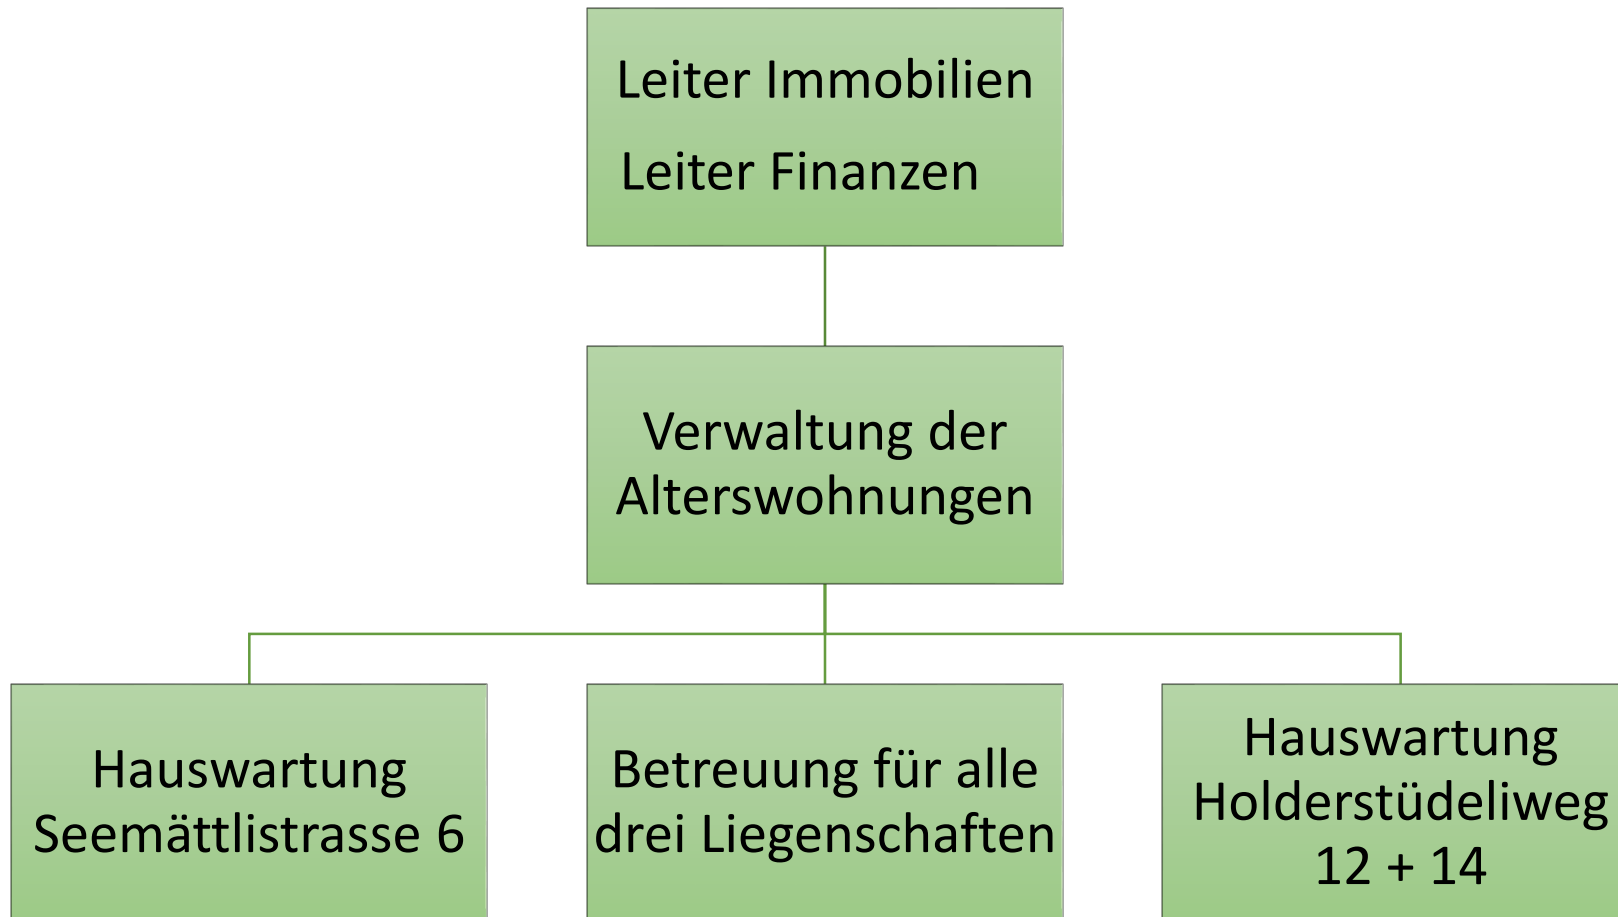 Leiter Immobilien
Leiter Finanzen
Verwaltung der
Alterswohnungen
Hauswartung
Seemättlistrasse 6
Betreuung für alle
drei Liegenschaften
Hauswartung
Holderstüdeliweg
12 + 14